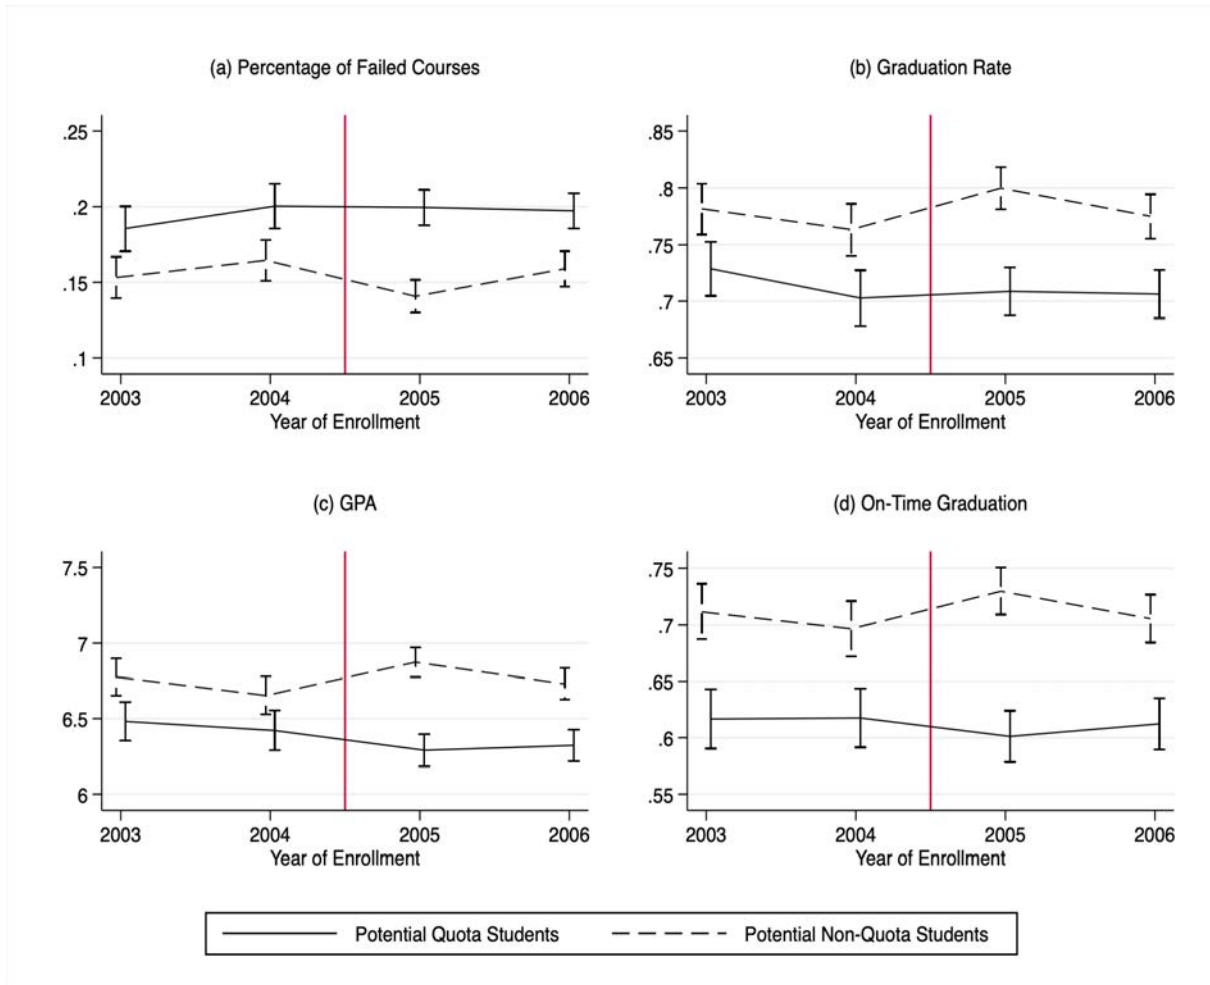 (a) Percentage of Failed Courses
.25
.2
.15
.1
2003 2004 2005 2006
Year of Enrollment
(b) Graduation Rate
.85
.8
.75
.7
.65
2003 2004 2005 2006
Year of Enrollment
(c) GPA
7.5
7
6.5
6
2003 2004 2005 2006
Year of Enrollment
(d) On-Time Graduation
.75
.7
.65
.6
.55
2003 2004 2005 2006
Year of Enrollment
Potential Quota Students Potential Non-Quota Students